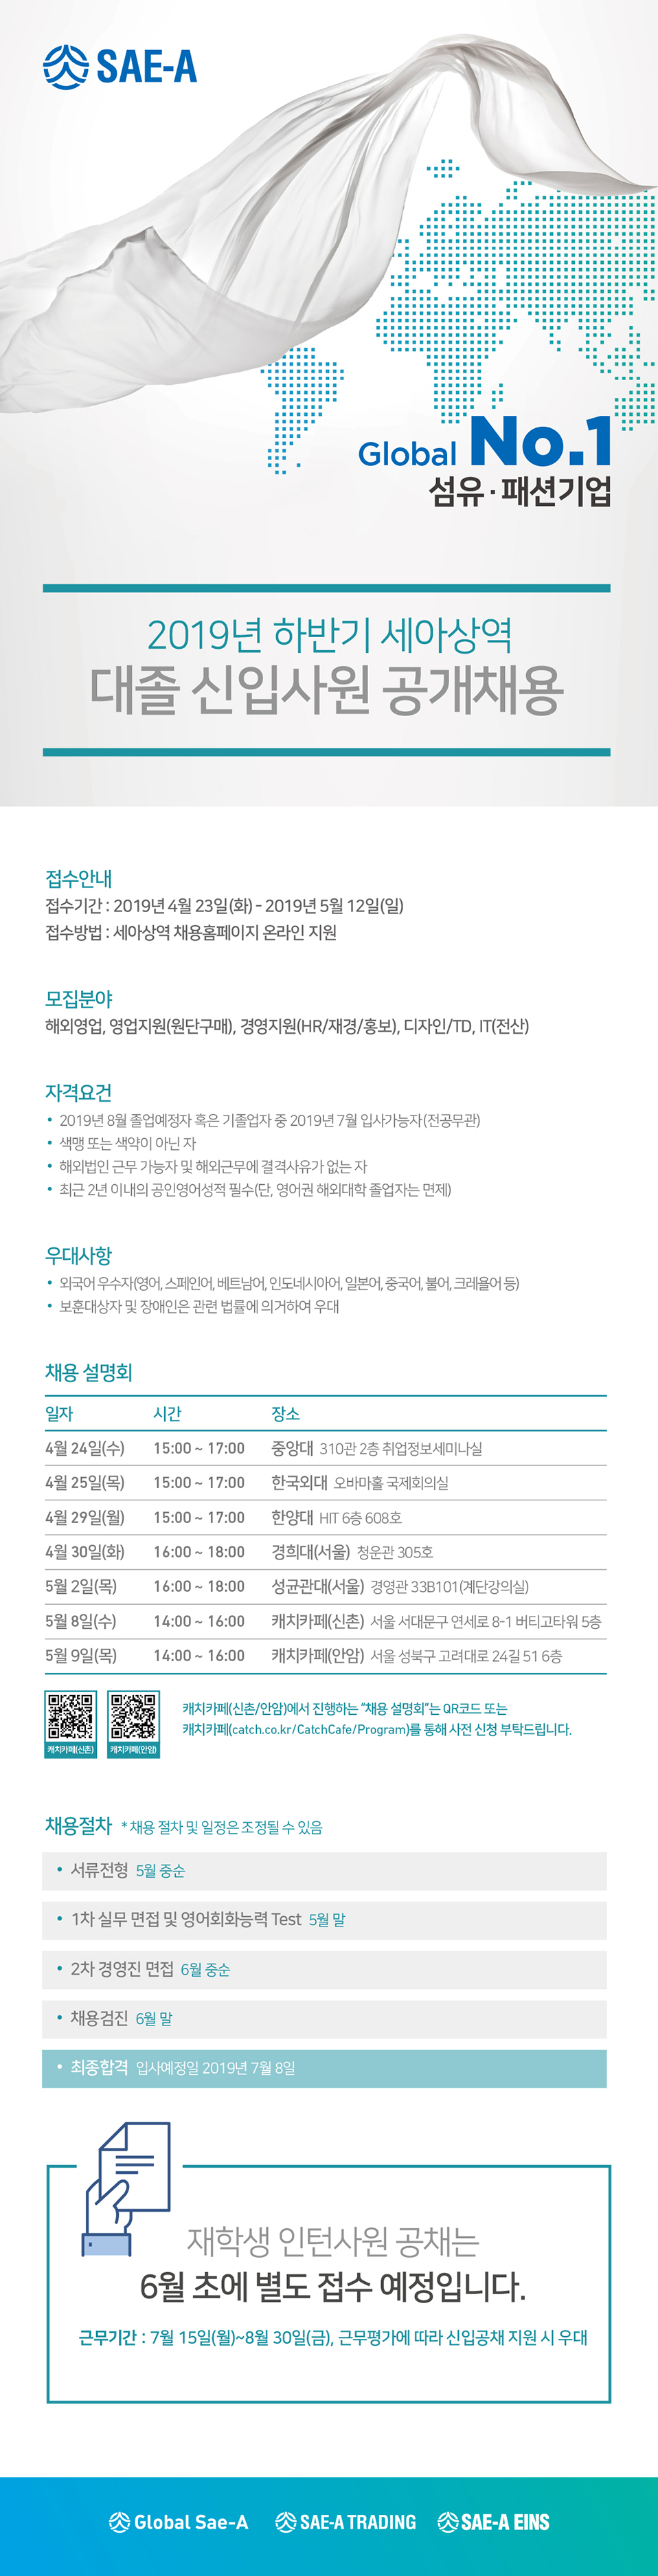 SAE-A
Global No.1
섬유·패션기업
2019년 하반기 세아상역
대졸 신입사원 공개채용
접수안내
접수기간 : 2019년 4월 23일(화) - 2019년 5월 12일(일)
접수방법 : 세아상역 채용홈페이지 온라인 지원
모집분야
해외영업, 영업지원(원단구매), 경영지원(HR/재경/홍보), 디자인/TD, IT(전산)
자격요건
• 2019년 8월 졸업예정자 혹은 기졸업자 중 2019년 7월 입사가능자(전공무관)
• 색맹 또는 색약이 아닌 자
• 해외법인 근무 가능자 및 해외근무에 결격사유가 없는 자
• 최근 2년 이내의 공인영어성적 필수(단, 영어권 해외대학 졸업자는 면제)
우대사항
• 외국어 우수자(영어, 스페인어, 베트남어, 인도네시아어, 일본어, 중국어, 불어, 크레욜어 등)
• 보훈대상자 및 장애인은 관련 법률에 의거하여 우대
채용 설명회
일자 시간 장소
4월 24일(수) 15:00 ~ 17:00 중앙대 310관 2층 취업정보세미나실
4월 25일(목) 15:00 ~ 17:00 한국외대 오바마홀 국제회의실
4월 29일(월) 15:00 ~ 17:00 한양대 HIT 6층 608호
4월 30일(화) 16:00 ~ 18:00 경희대(서울) 청운관 305호
5월 2일(목) 16:00 ~ 18:00 성균관대(서울) 경영관 33B101(계단강의실)
5월 8일(수) 14:00 ~ 16:00 캐치카페(신촌) 서울 서대문구 연세로 8-1 버티고타워 5층
5월 9일(목) 14:00 ~ 16:00 캐치카페(안암) 서울 성북구 고려대로 24길 51 6층
캐치카페(신촌) 캐치카페(안암)
캐치카페(신촌/안암)에서 진행하는 "채용 설명회"는 QR코드 또는
캐치카페(catch.co.kr/CatchCafe/Program)를 통해 사전 신청 부탁드립니다.
채용절차 * 채용 절차 및 일정은 조정될 수 있음
• 서류전형 5월 중순
• 1차 실무 면접 및 영어회화능력 Test 5월 말
• 2차 경영진 면접 6월 중순
• 채용검진 6월 말
• 최종합격 입사예정일 2019년 7월 8일
재학생 인턴사원 공채는
6월 초에 별도 접수 예정입니다.
근무기간 : 7월 15일(월)~8월 30일(금), 근무평가에 따라 신입공채 지원 시 우대
Global Sae-A SAE-A TRADING SAE-A EINS